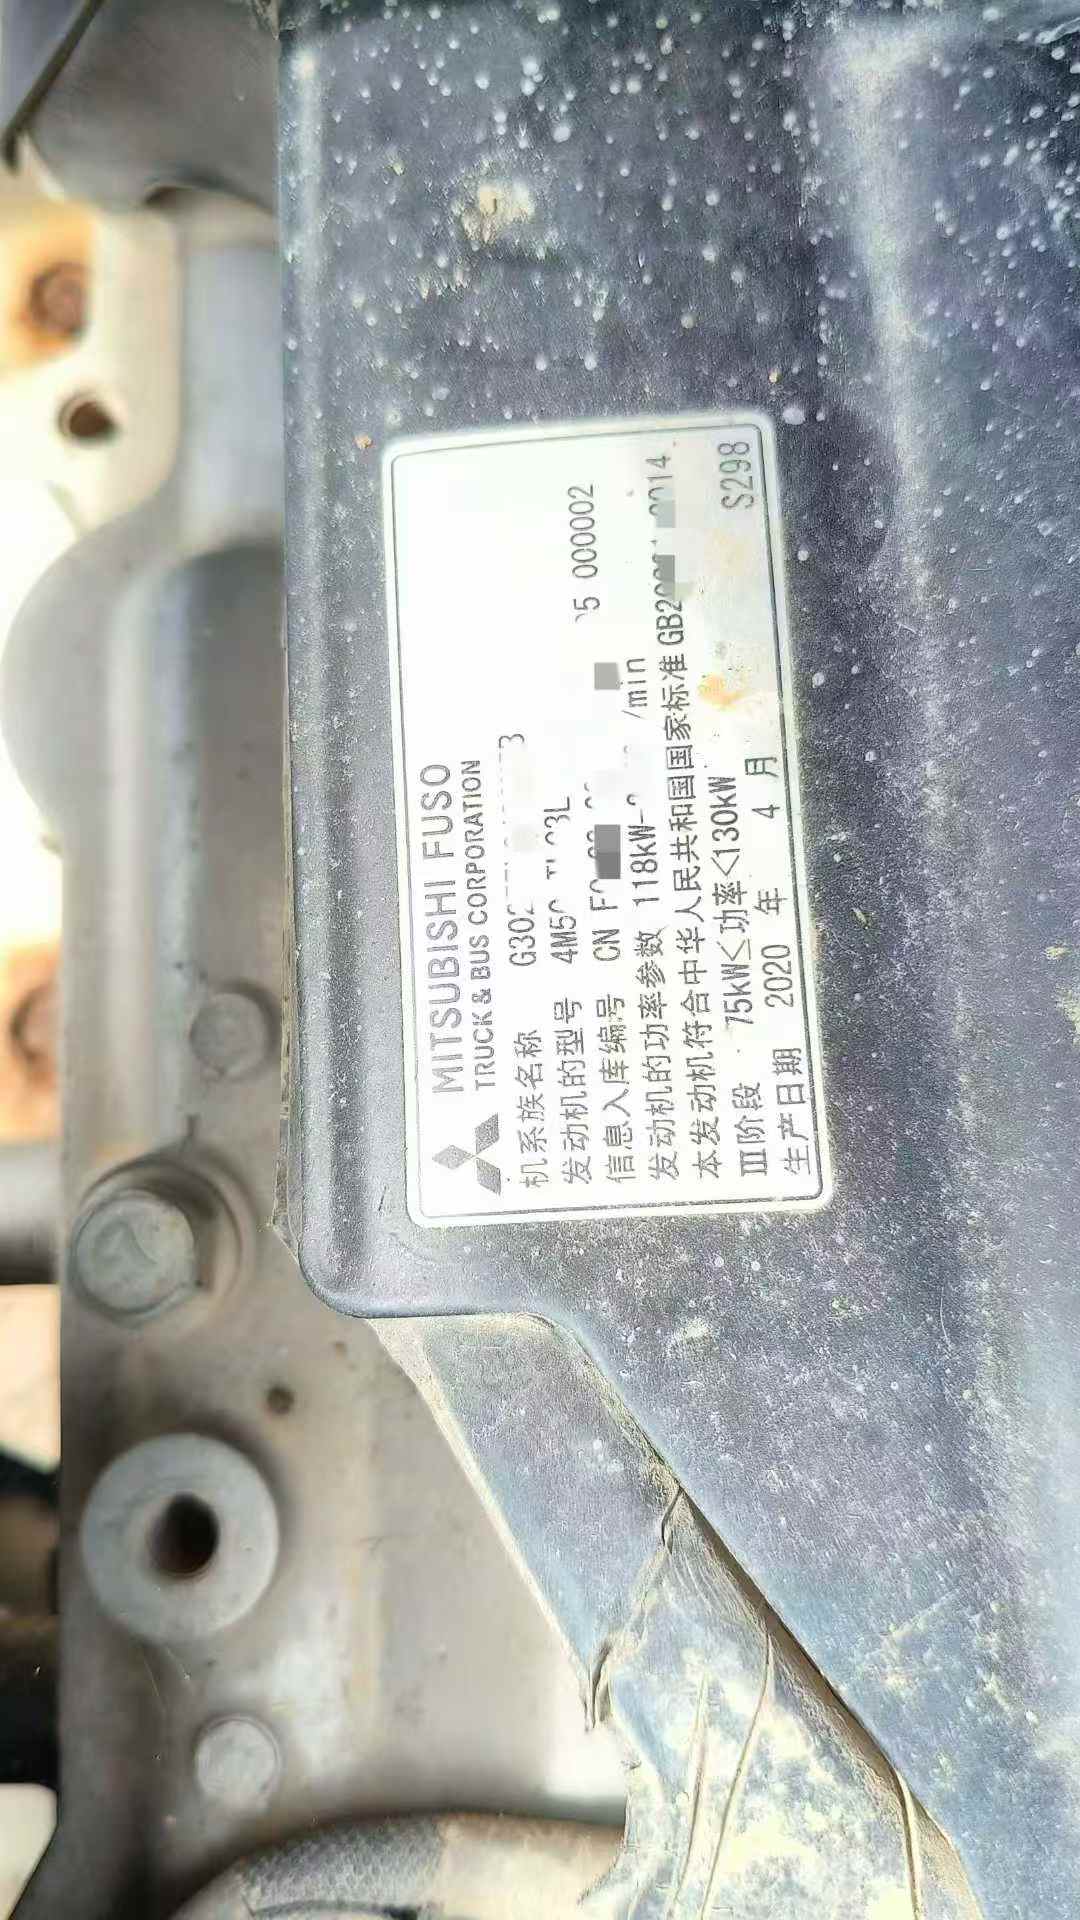 MITSUBISHI FUSO
TRUCK & BUS CORPORATION
机系族名称
发动机的型号
信息入库编号 CN 000002
发动机的功率参数 118kW /min
本发动机符合中华人民共和国国家标准
III阶段 75kW≤功率<130kW
生产日期 2020 年 4 月
S298